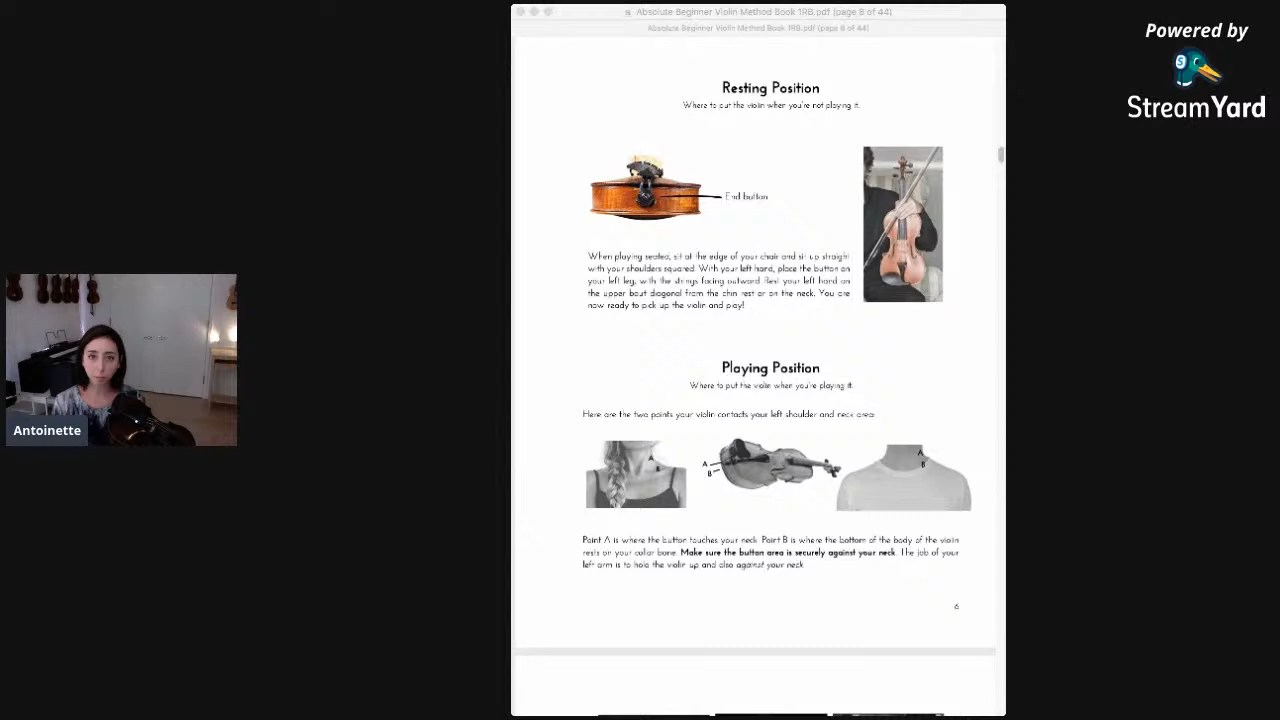 Absolute Beginner Violin Method Book 1RB.pdf (page 8 of 44)
Absolute Beginner Violin Method Book 1RB.pdf (page 8 of 44)
Powered by
StreamYard
Resting Position
Where to put the violin when you're not playing it.
End button
When playing seated, sit at the edge of your chair and sit up straight
with your shoulders squared. With your left hand, place the button on
your left leg, with the strings facing outward. Rest your left hand on
the upper bout diagonal from the chin rest or on the neck. You are
now ready to pick up the violin and play!
Playing Position
Where to put the violin when you're playing it.
Here are the two points your violin contacts your left shoulder and neck area:
A
B
A
B
A
B
Antoinette
Point A is where the button touches your neck. Point B is where the bottom of the body of the violin
rests on your collar bone. Make sure the button area is securely against your neck. The job of your
left arm is to hold the violin up and also against your neck.
6